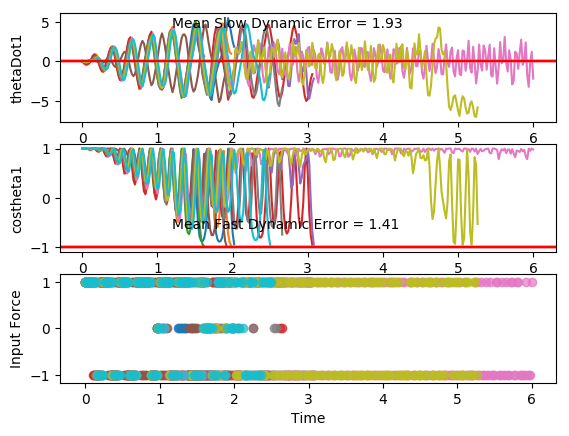 Mean Slow Dynamic Error = 1.93
thetaDot1
5
0
−5
0 1 2 3 4 5 6
costheta1
1
0
−1
Mean Fast Dynamic Error = 1.41
0 1 2 3 4 5 6
Input Force
1
0
−1
0 1 2 3 4 5 6
Time